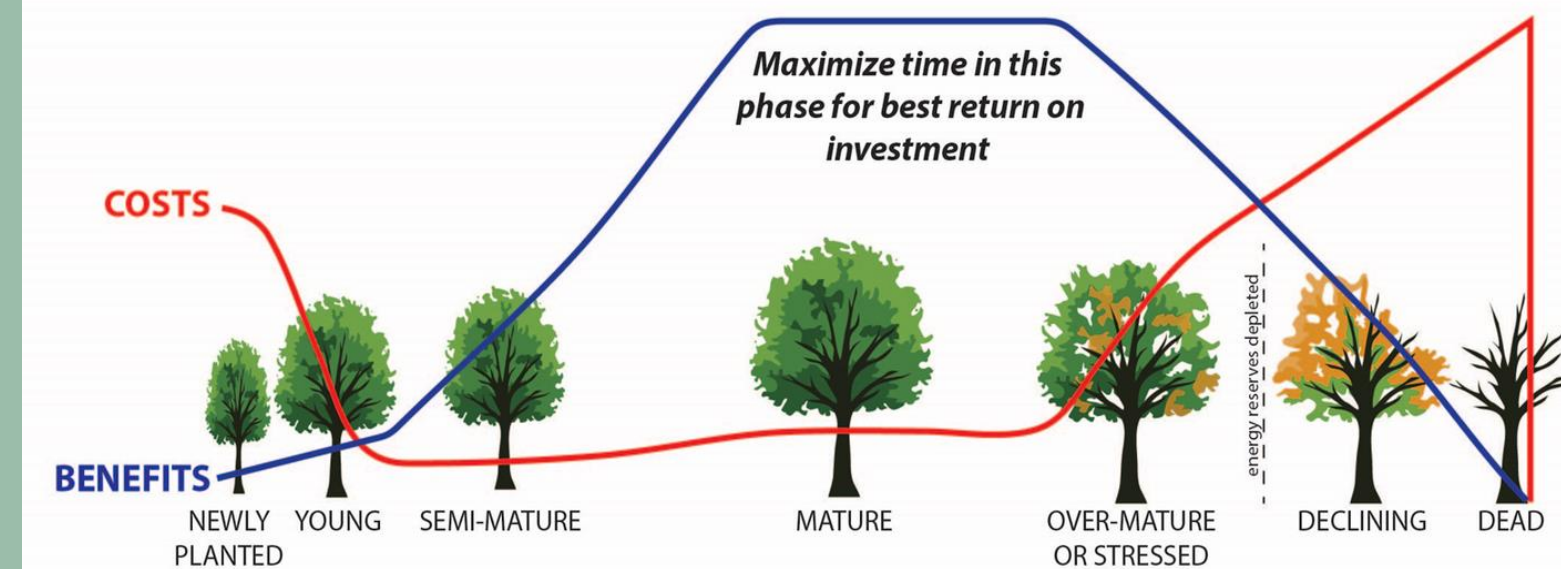 Maximize time in this
phase for best return on
investment
COSTS
energy reserves depleted
BENEFITS
NEWLY
PLANTED
YOUNG
SEMI-MATURE
MATURE
OVER-MATURE
OR STRESSED
DECLINING
DEAD